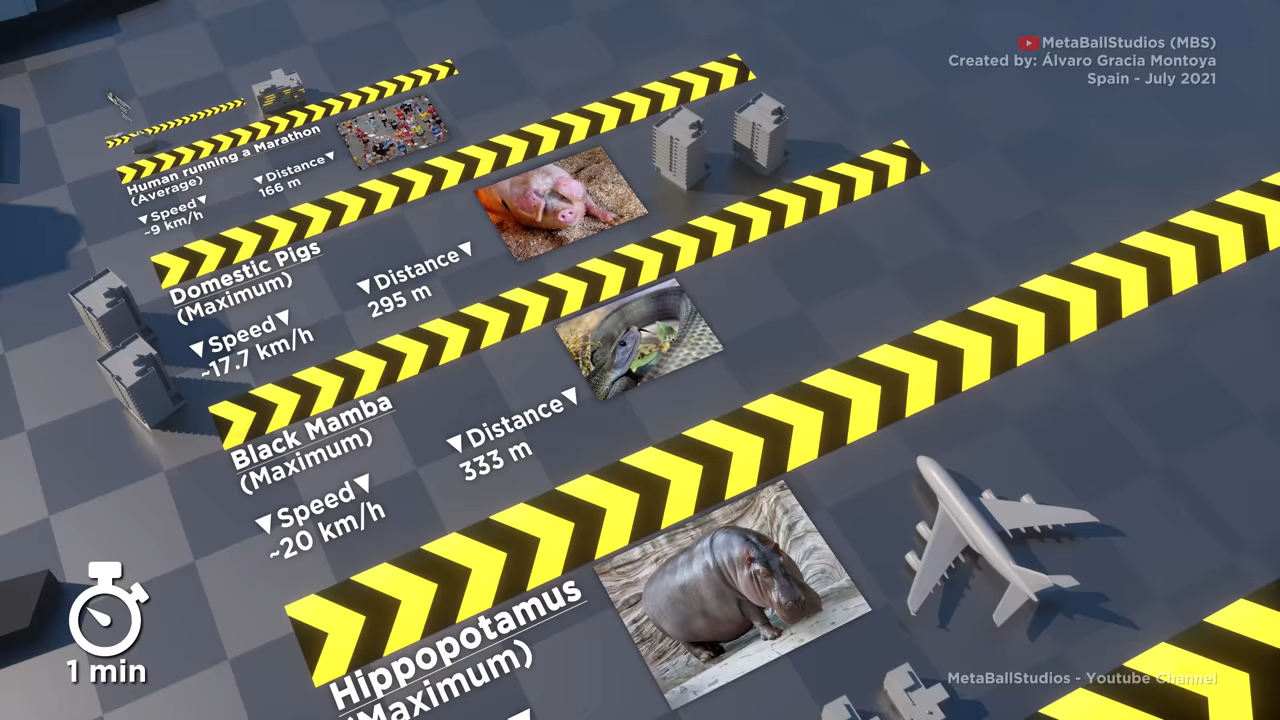 MetaBallStudios (MBS)
Created by: Álvaro Gracia Montoya
Spain - July 2021
Human running a Marathon
(Average)
▼Speed▼
~9 km/h
▼Distance▼
166 m
Domestic Pigs
(Maximum)
▼Speed▼
~17.7 km/h
▼Distance▼
295 m
Black Mamba
(Maximum)
▼Speed▼
~20 km/h
▼Distance▼
333 m
Hippopotamus
(Maximum)
1 min
MetaBallStudios - Youtube Channel